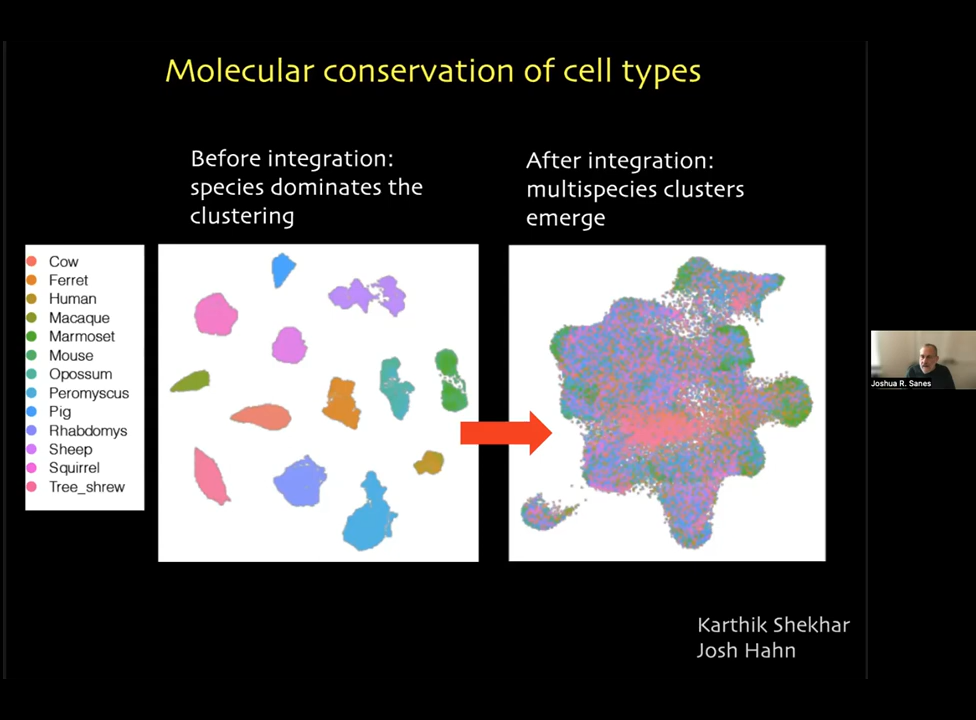 Molecular conservation of cell types
Before integration:
species dominates the
clustering
After integration:
multispecies clusters
emerge
Cow
Ferret
Human
Macaque
Marmoset
Mouse
Opossum
Peromyscus
Pig
Rhabdomys
Sheep
Squirrel
Tree_shrew
Joshua R. Sanes
Karthik Shekhar
Josh Hahn